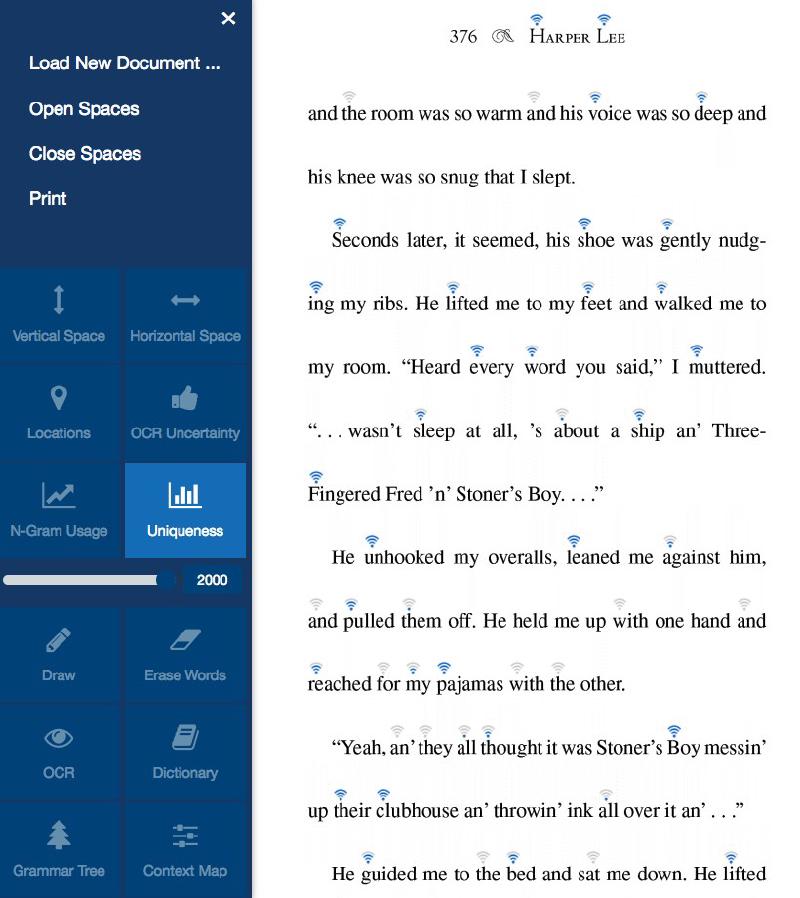 ×
Load New Document ...
Open Spaces
Close Spaces
Print
Vertical Space
Horizontal Space
Locations
OCR Uncertainty
N-Gram Usage
Uniqueness
2000
Draw
Erase Words
OCR
Dictionary
Grammar Tree
Context Map
376 Harper Lee
and the room was so warm and his voice was so deep and
his knee was so snug that I slept.
Seconds later, it seemed, his shoe was gently nudg-
ing my ribs. He lifted me to my feet and walked me to
my room. “Heard every word you said,” I muttered.
“. . . wasn’t sleep at all, ’s about a ship an’ Three-
Fingered Fred ’n’ Stoner’s Boy. . . .”
He unhooked my overalls, leaned me against him,
and pulled them off. He held me up with one hand and
reached for my pajamas with the other.
“Yeah, an’ they all thought it was Stoner’s Boy messin’
up their clubhouse an’ throwin’ ink all over it an’ . . .”
He guided me to the bed and sat me down. He lifted